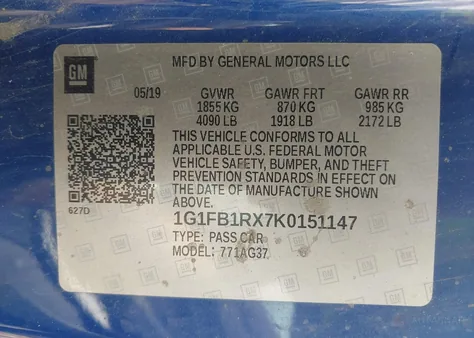 GM
MFD BY GENERAL MOTORS LLC
05/19 GVWR GAWR FRT GAWR RR
1855 KG 870 KG 985 KG
4090 LB 1918 LB 2172 LB
THIS VEHICLE CONFORMS TO ALL
APPLICABLE U.S. FEDERAL MOTOR
VEHICLE SAFETY, BUMPER, AND THEFT
PREVENTION STANDARDS IN EFFECT ON
THE DATE OF MANUFACTURE SHOWN
ABOVE.
627D
1G1FB1RX7K0151147
TYPE: PASS CAR
MODEL: 771AG37